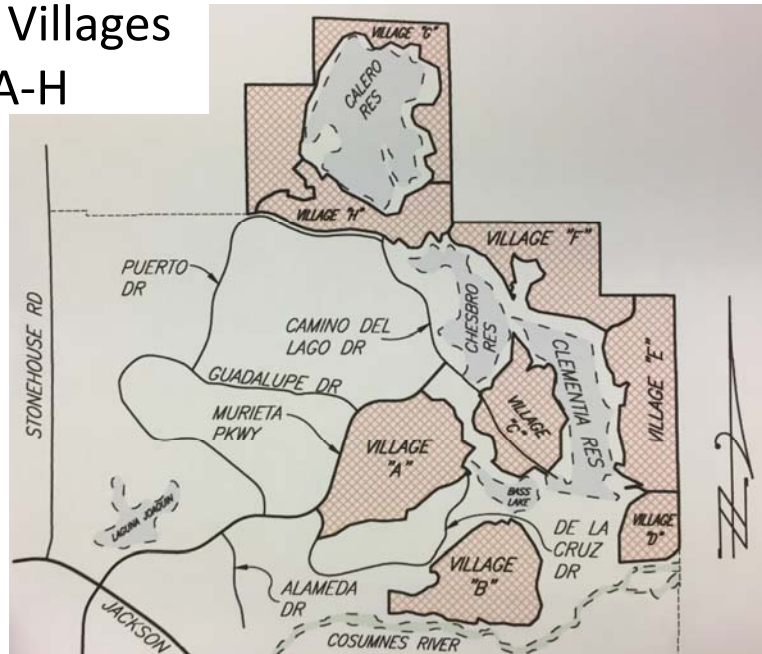 Villages
A-H
VILLAGE "G"
CALERO
RES
VILLAGE "H"
VILLAGE "F"
PUERTO
DR
STONEHOUSE RD
CAMINO DEL
LAGO DR
CHESBRO
RES
CLEMENTIA RES
VILLAGE "E"
GUADALUPE DR
MURIETA
PKWY
VILLAGE
"C"
VILLAGE
"A"
BASS
LAKE
LAGUNA JOAQUIN
VILLAGE
"D"
DE LA
CRUZ
DR
VILLAGE
"B"
ALAMEDA
DR
JACKSON
COSUMNES RIVER